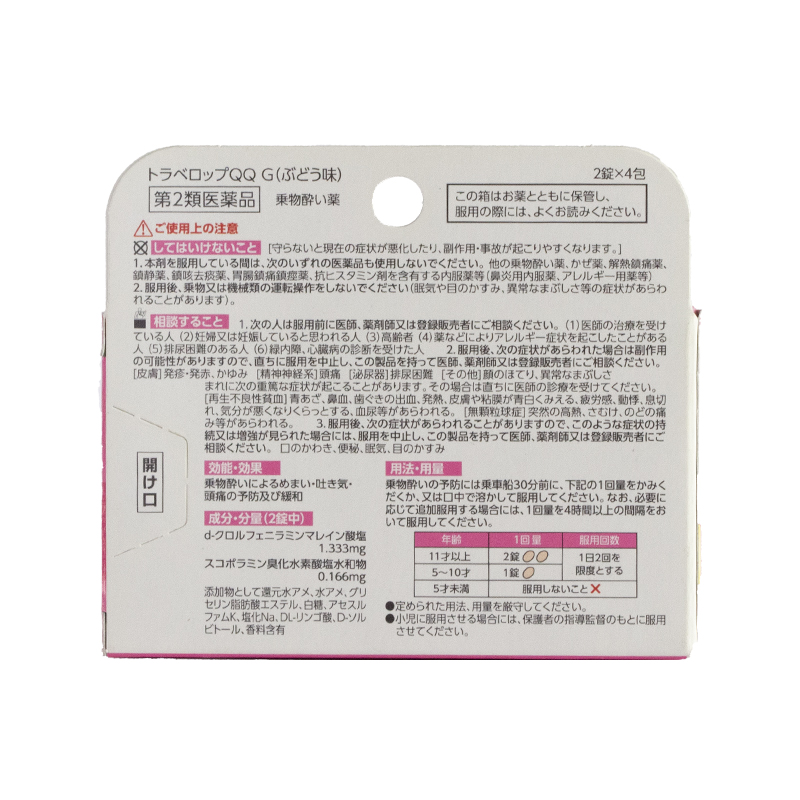 トラベロップQQ G(ぶどう味)
2錠×4包
第2類医薬品
乗物酔い薬
この箱はお薬とともに保管し、
服用の際には、よくお読みください。
ご使用上の注意
してはいけないこと [守らないと現在の症状が悪化したり、副作用・事故が起こりやすくなります。]
1.本剤を服用している間は、次のいずれの医薬品も使用しないでください。他の乗物酔い薬、かぜ薬、解熱鎮痛薬、
鎮静薬、鎮咳去痰薬、胃腸鎮痛鎮痙薬、抗ヒスタミン剤を含有する内服薬等(鼻炎用内服薬、アレルギー用薬等)
2.服用後、乗物又は機械類の運転操作をしないでください(眠気や目のかすみ、異常なまぶしさ等の症状があらわ
れることがあります)。
相談すること 1.次の人は服用前に医師、薬剤師又は登録販売者にご相談ください。(1)医師の治療を受け
ている人 (2)妊婦又は妊娠していると思われる人 (3)高齢者 (4)薬などによりアレルギー症状を起こしたことがある
人 (5)排尿困難のある人 (6)緑内障、心臓病の診断を受けた人 2.服用後、次の症状があらわれた場合は副作用
の可能性がありますので、直ちに服用を中止し、この製品を持って医師、薬剤師又は登録販売者にご相談ください。
[皮膚]発疹・発赤、かゆみ [精神神経系]頭痛 [泌尿器]排尿困難 [その他]顔のほてり、異常なまぶしさ
まれに次の重篤な症状が起こることがあります。その場合は直ちに医師の診療を受けてください。
[再生不良性貧血]青あざ、鼻血、歯ぐきの出血、発熱、皮膚や粘膜が青白くみえる、疲労感、動悸、息切
れ、気分が悪くなりくらっとする、血尿等があらわれる。[無顆粒球症]突然の高熱、さむけ、のどの痛
み等があらわれる。 3.服用後、次の症状があらわれることがありますので、このような症状の持
続又は増強が見られた場合には、服用を中止し、この製品を持って医師、薬剤師又は登録販売者にご
相談ください。 口のかわき、便秘、眠気、目のかすみ
開け口
効能・効果
乗物酔いによるめまい・吐き気・
頭痛の予防及び緩和
成分・分量(2錠中)
d-クロルフェニラミンマレイン酸塩
1.333mg
スコポラミン臭化水素酸塩水和物
0.166mg
添加物として還元水アメ、水アメ、グリ
セリン脂肪酸エステル、白糖、アセスル
ファムK、塩化Na、DL-リンゴ酸、D-ソル
ビトール、香料含有
用法・用量
乗物酔いの予防には乗車船30分前に、下記の1回量をかみく
だくか、又は口中で溶かして服用してください。なお、必要に
応じて追加服用する場合には、1回量を4時間以上の間隔をお
いて服用してください。
年齢 1回量 服用回数
11才以上 2錠 1日2回を
5〜10才 1錠 限度とする
5才未満 服用しないこと✕
●定められた用法、用量を厳守してください。
●小児に服用させる場合には、保護者の指導監督のもとに服用
させてください。